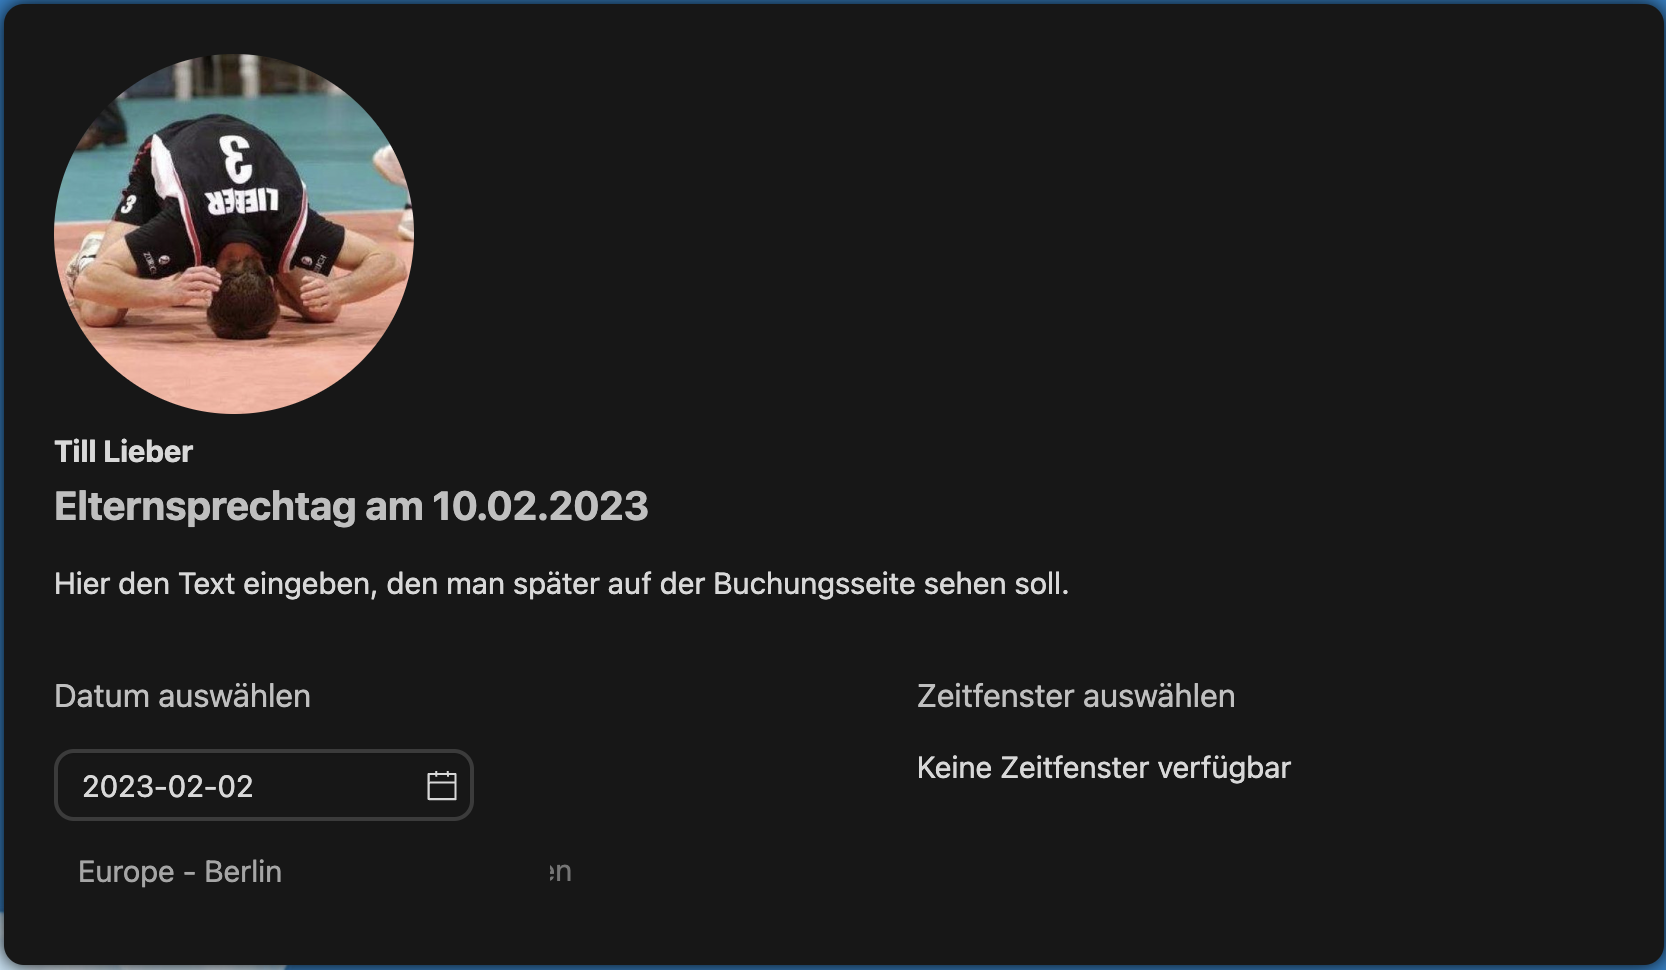 3
LIEBER
3
Till Lieber
Elternsprechtag am 10.02.2023
Hier den Text eingeben, den man später auf der Buchungsseite sehen soll.
Datum auswählen
Zeitfenster auswählen
2023-02-02
Keine Zeitfenster verfügbar
Europe - Berlin
en